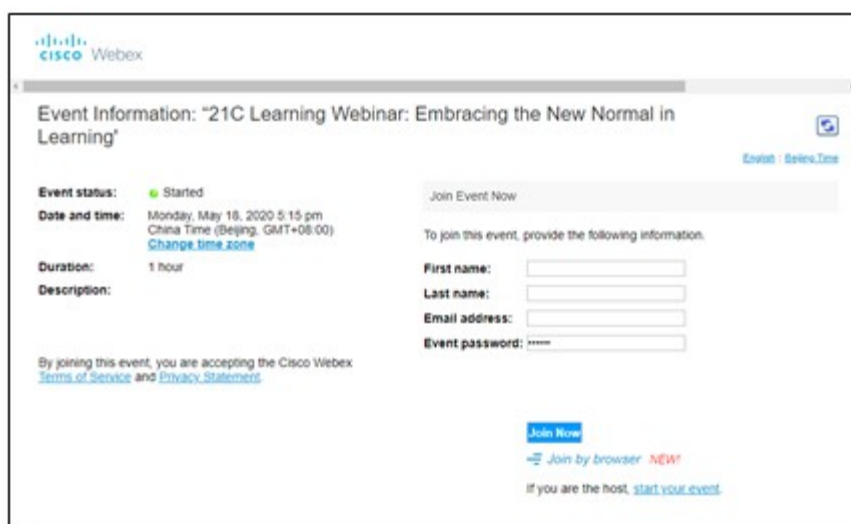 CISCO Webex
Event Information: "21C Learning Webinar: Embracing the New Normal in
Learning"
English : Beijing Time
Event status: Started
Date and time: Monday, May 18, 2020 5:15 pm
China Time (Beijing, GMT+08:00)
Change time zone
Duration: 1 hour
Description:
By joining this event, you are accepting the Cisco Webex
Terms of Service and Privacy Statement.
Join Event Now
To join this event, provide the following information.
First name:
Last name:
Email address:
Event password: ••••••
Join Now
Join by browser NEW!
If you are the host, start your event.